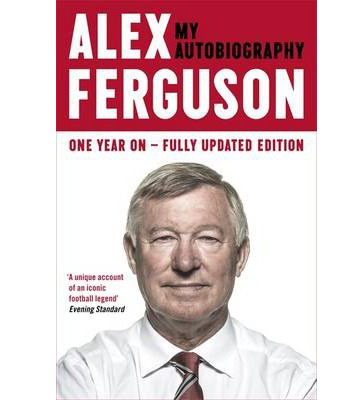 ALEX MY
AUTOBIOGRAPHY
FERGUSON
ONE YEAR ON – FULLY UPDATED EDITION
‘A unique account
of an iconic
football legend’
Evening Standard